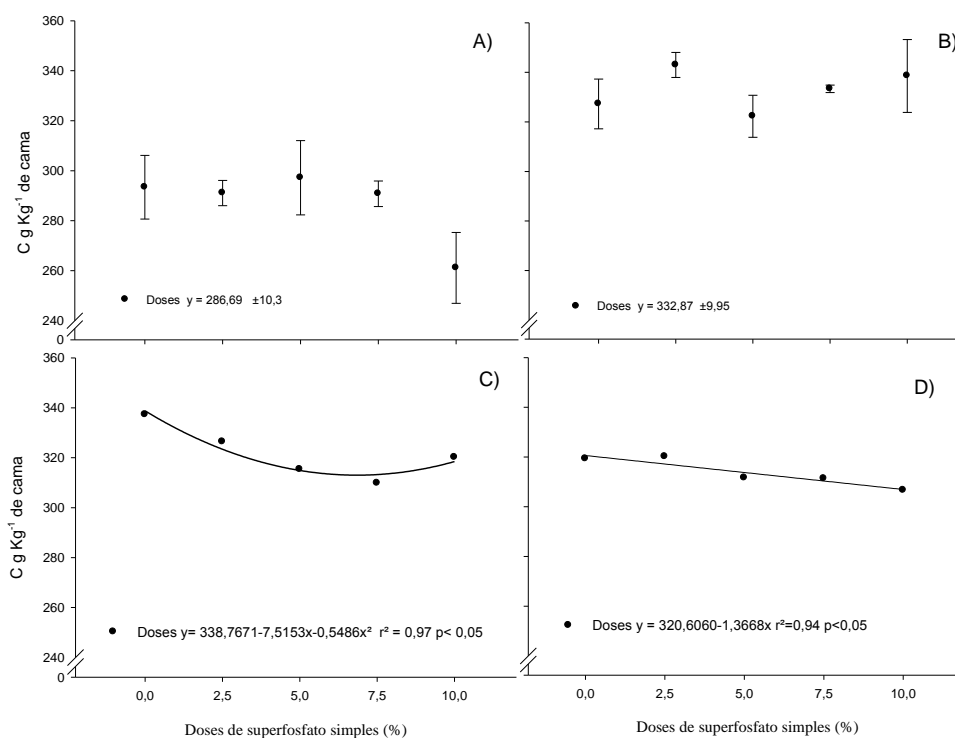 360
340
320
300
280
260
240
0
C g Kg⁻¹ de cama
A)
Doses y = 286,69 ±10,3
B)
Doses y = 332,87 ±9,95
360
340
320
300
280
260
240
0
C g Kg⁻¹ de cama
C)
Doses y= 338,7671-7,5153x-0,5486x² r² = 0,97 p< 0,05
0,0 2,5 5,0 7,5 10,0
Doses de superfosfato simples (%)
D)
Doses y = 320,6060-1,3668x r²=0,94 p<0,05
0,0 2,5 5,0 7,5 10,0
Doses de superfosfato simples (%)